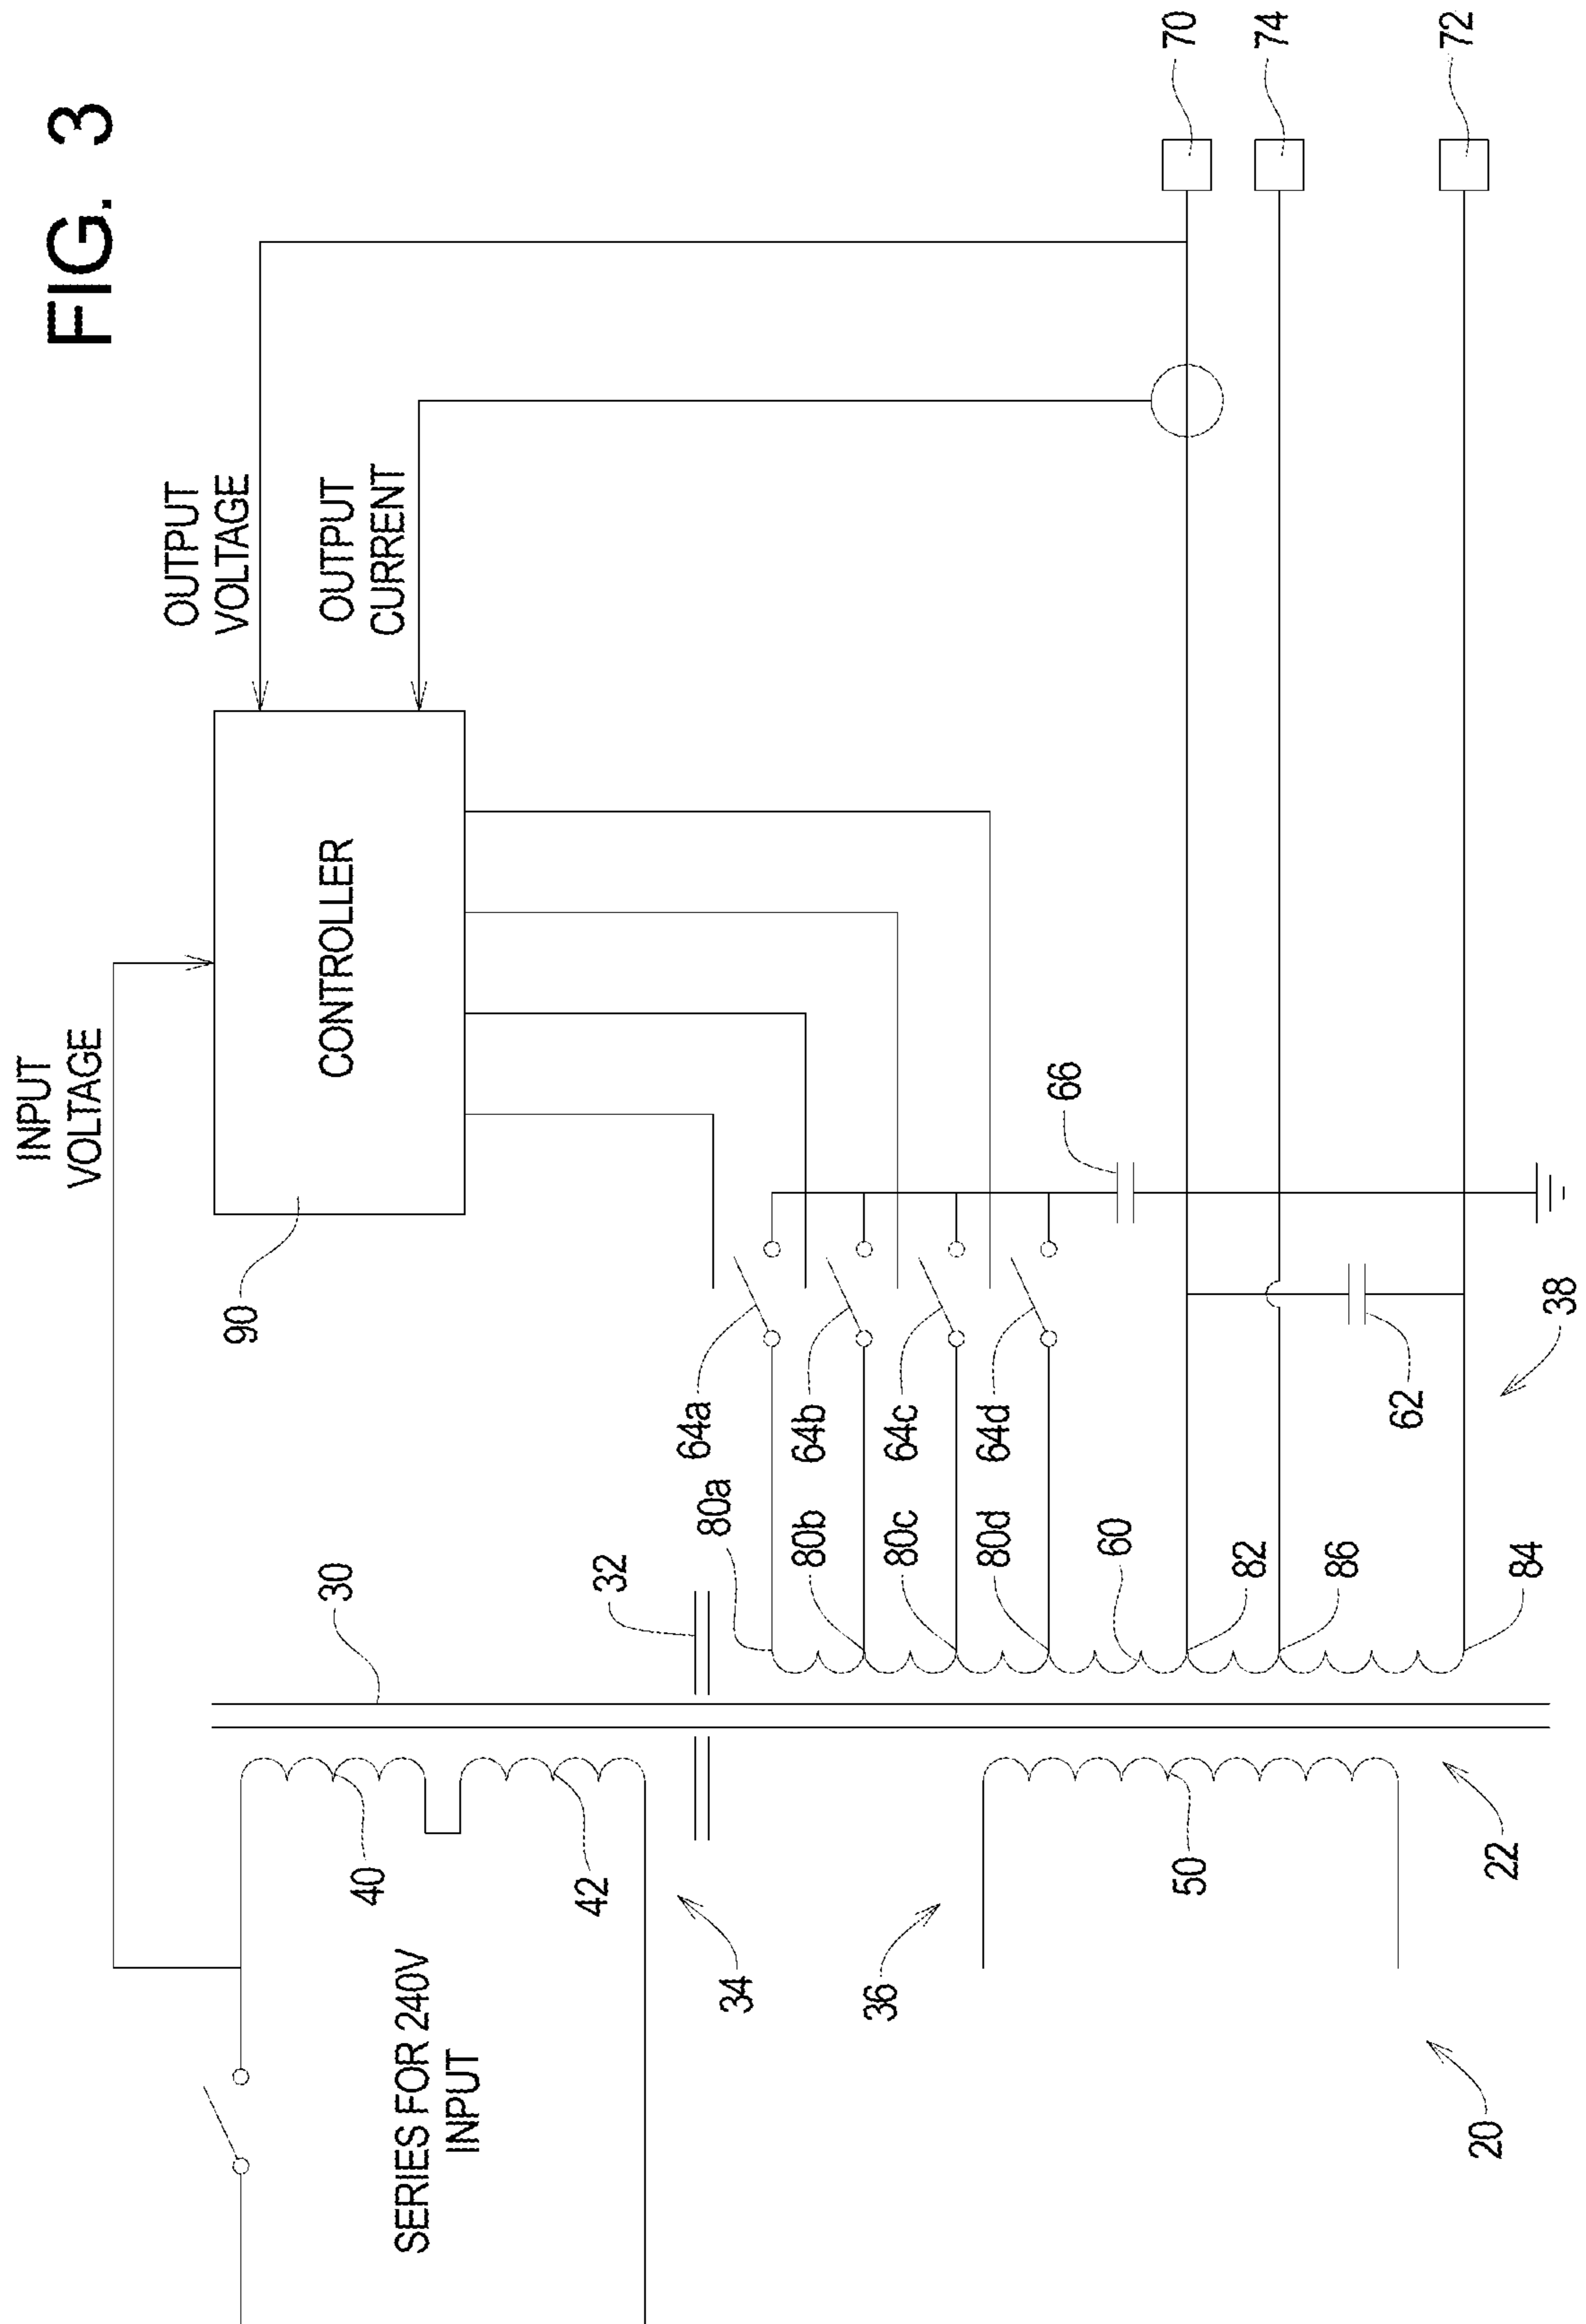 FIG. 3
INPUT
VOLTAGE
OUTPUT
VOLTAGE
OUTPUT
CURRENT
CONTROLLER
90
SERIES FOR 240V
INPUT
40
42
34
36
50
20
22
30
32
80a
80b
80c
80d
60
82
86
84
64a
64b
64c
64d
66
62
38
70
74
72